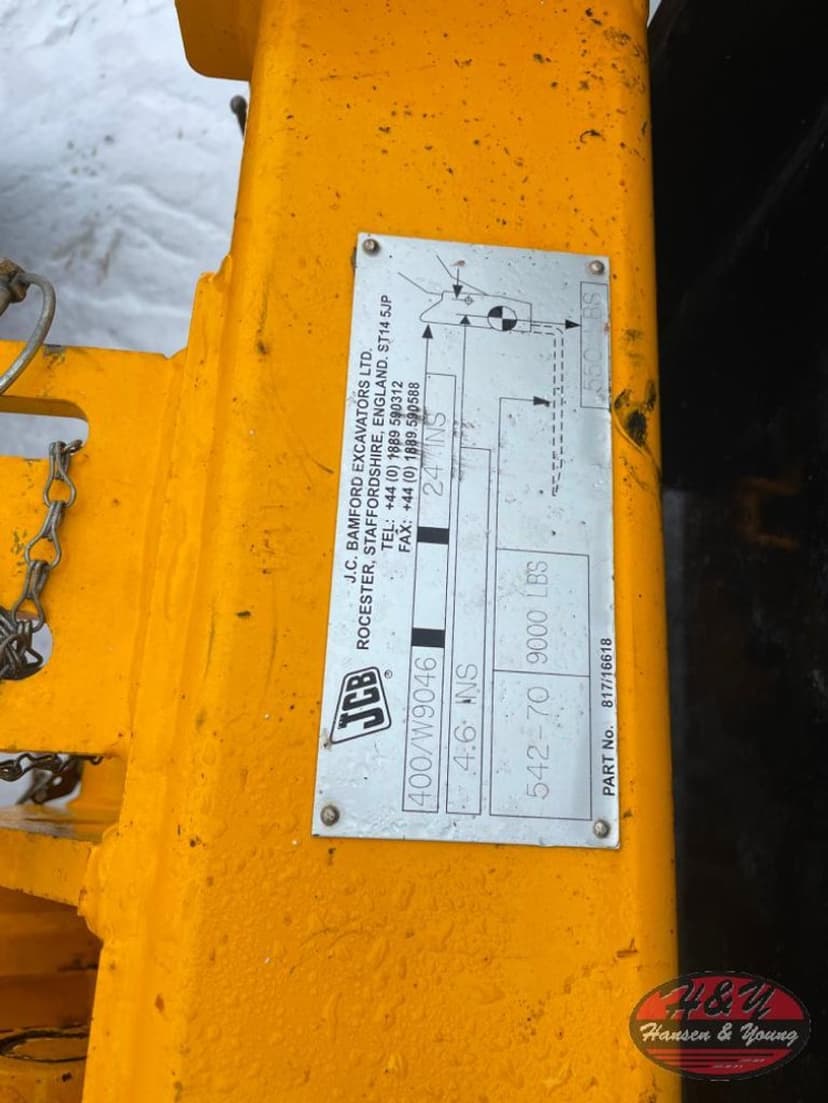 JCB
®
J.C. BAMFORD EXCAVATORS LTD.
ROCESTER, STAFFORDSHIRE, ENGLAND. ST14 5JP
TEL: +44 (0) 1889 590312
FAX: +44 (0) 1889 590588
400/W9046 24 INS
4.6 INS
542-70 9000 LBS
550 LBS
PART No. 817/16618
H&Y
Hansen & Young